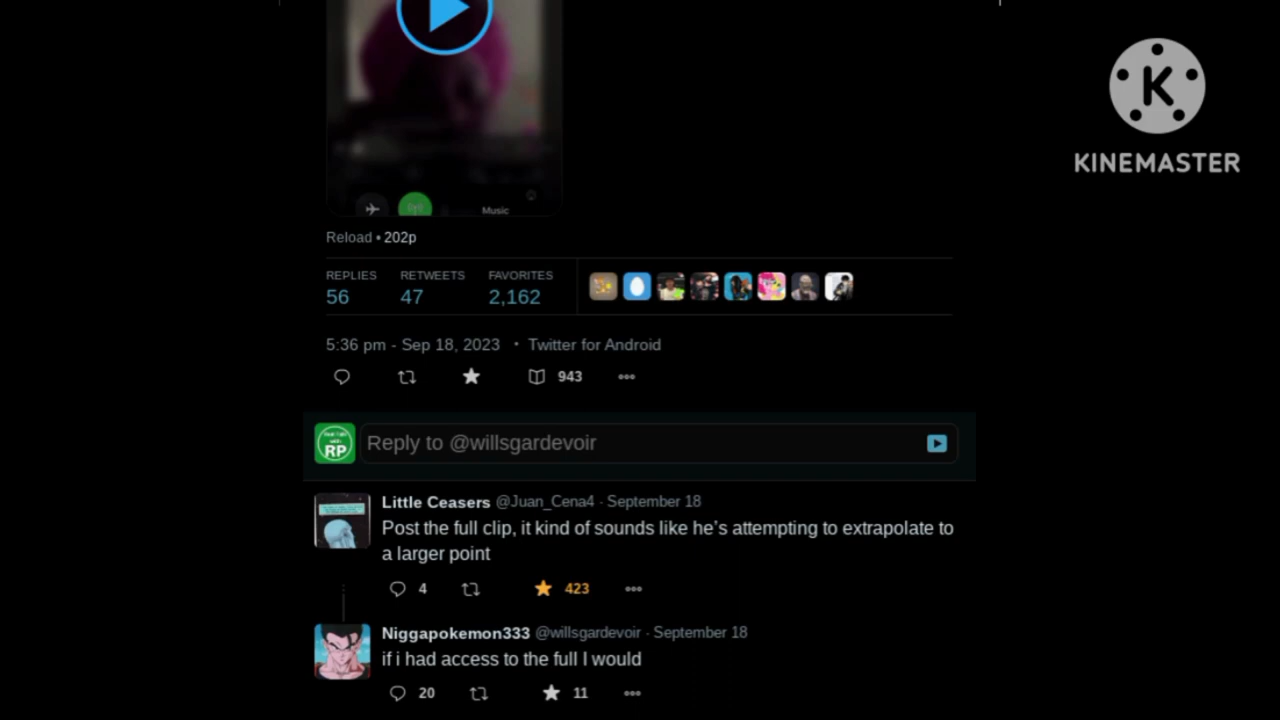 K
KINEMASTER
Music
Reload • 202p
REPLIES RETWEETS FAVORITES
56 47 2,162
5:36 pm - Sep 18, 2023 • Twitter for Android
943
RP
Reply to @willsgardevoir
Little Ceasers @Juan_Cena4 · September 18
Post the full clip, it kind of sounds like he's attempting to extrapolate to
a larger point
4 423
Niggapokemon333 @willsgardevoir · September 18
if i had access to the full I would
20 11